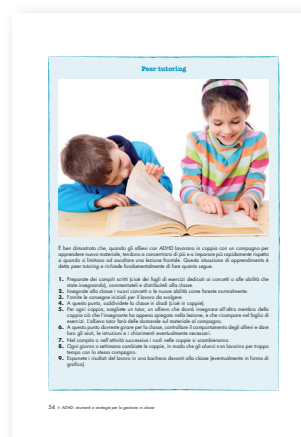 Peer tutoring
È ben dimostrato che, quando gli allievi con ADHD lavorano in coppia con un compagno per
apprendere nuovo materiale, tendono a concentrarsi di più e a imparare più rapidamente rispetto
a quando si limitano ad ascoltare una lezione frontale. Questa situazione di apprendimento è
detta peer tutoring e richiede fondamentalmente di fare quanto segue.
1. Preparate dei compiti scritti (cioè dei fogli di esercizi dedicati ai concetti o alle abilità che
state insegnando), commentateli e distribuiteli alla classe.
2. Insegnate alla classe i nuovi concetti o le nuove abilità come fareste normalmente.
3. Fornite le consegne iniziali per il lavoro da svolgere.
4. A questo punto, suddividete la classe in diadi (cioè in coppie).
5. Per ogni coppia, scegliete un tutor, un allievo che dovrà insegnare all'altro membro della
coppia ciò che l'insegnante ha appena spiegato nella lezione, e che ricompare nel foglio di
esercizi. L'allievo tutor farà delle domande sul materiale al compagno.
6. A questo punto dovreste girare per la classe, controllare il comportamento degli allievi e dare
loro gli aiuti, le istruzioni e i chiarimenti eventualmente necessari.
7. Nel compito o nell'attività successiva i ruoli nelle coppie si scambieranno.
8. Ogni giorno o settimana cambiate le coppie, in modo che gli alunni non lavorino per troppo
tempo con lo stesso compagno.
9. Esponete i risultati del lavoro in una bacheca davanti alla classe (eventualmente in forma di
grafico).
54 ADHD strumenti e strategie per la gestione in classe